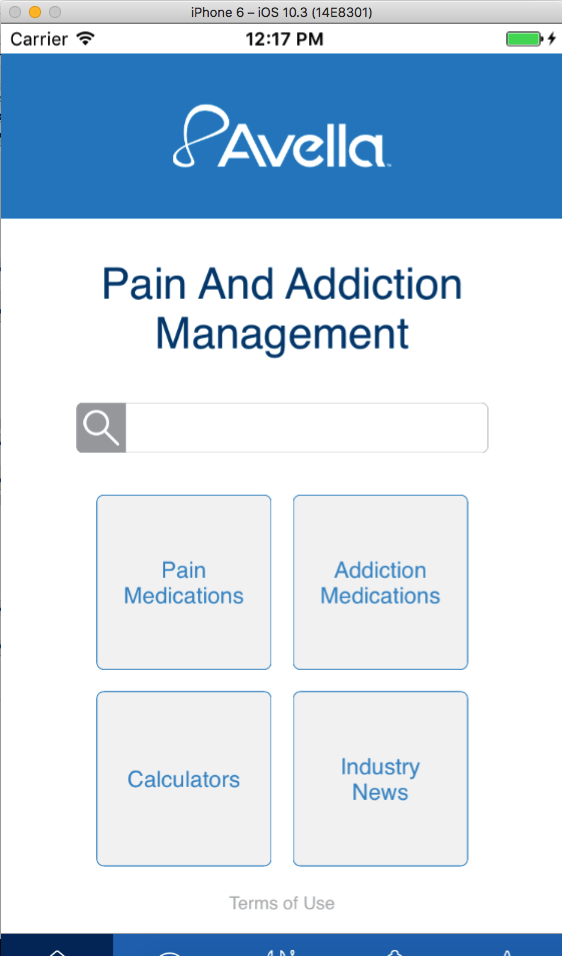 iPhone 6 – iOS 10.3 (14E8301)
Carrier 12:17 PM
Avella™
Pain And Addiction
Management
Pain
Medications
Addiction
Medications
Calculators
Industry
News
Terms of Use